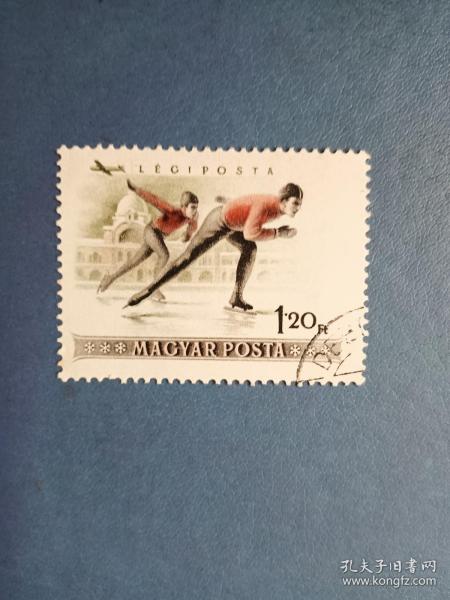 LÉGIPOSTA
1.20 Ft
MAGYAR POSTA
孔夫子旧书网
www.kongfz.com